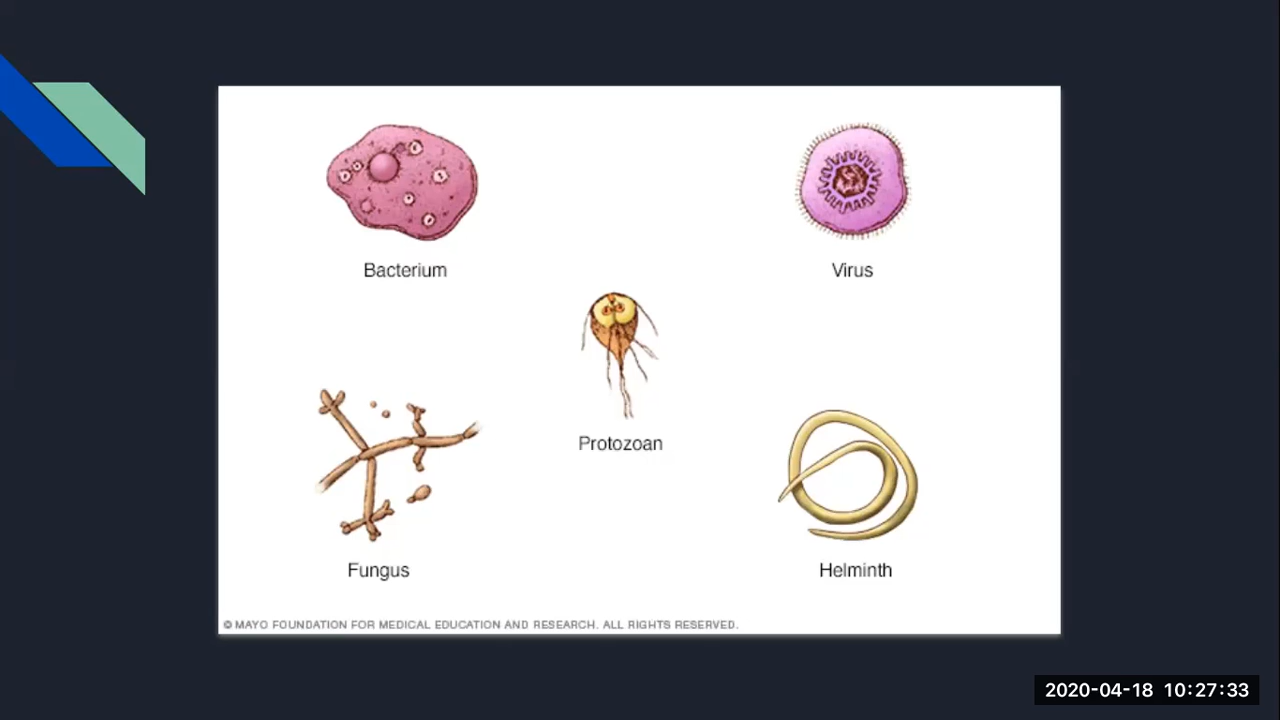 Bacterium
Virus
Protozoan
Fungus
Helminth
© MAYO FOUNDATION FOR MEDICAL EDUCATION AND RESEARCH. ALL RIGHTS RESERVED.
2020-04-18 10:27:33